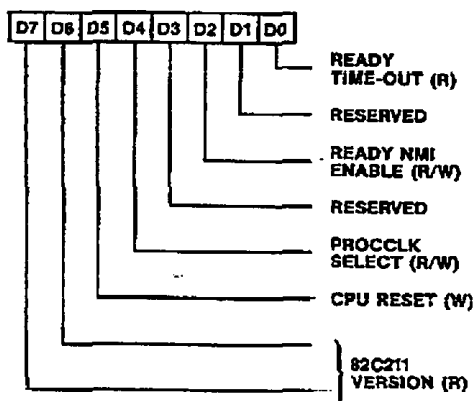 D7 D6 D5 D4 D3 D2 D1 D0
READY
TIME-OUT (R)
RESERVED
READY NMI
ENABLE (R/W)
RESERVED
PROCCLK
SELECT (R/W)
CPU RESET (W)
82C211
VERSION (R)